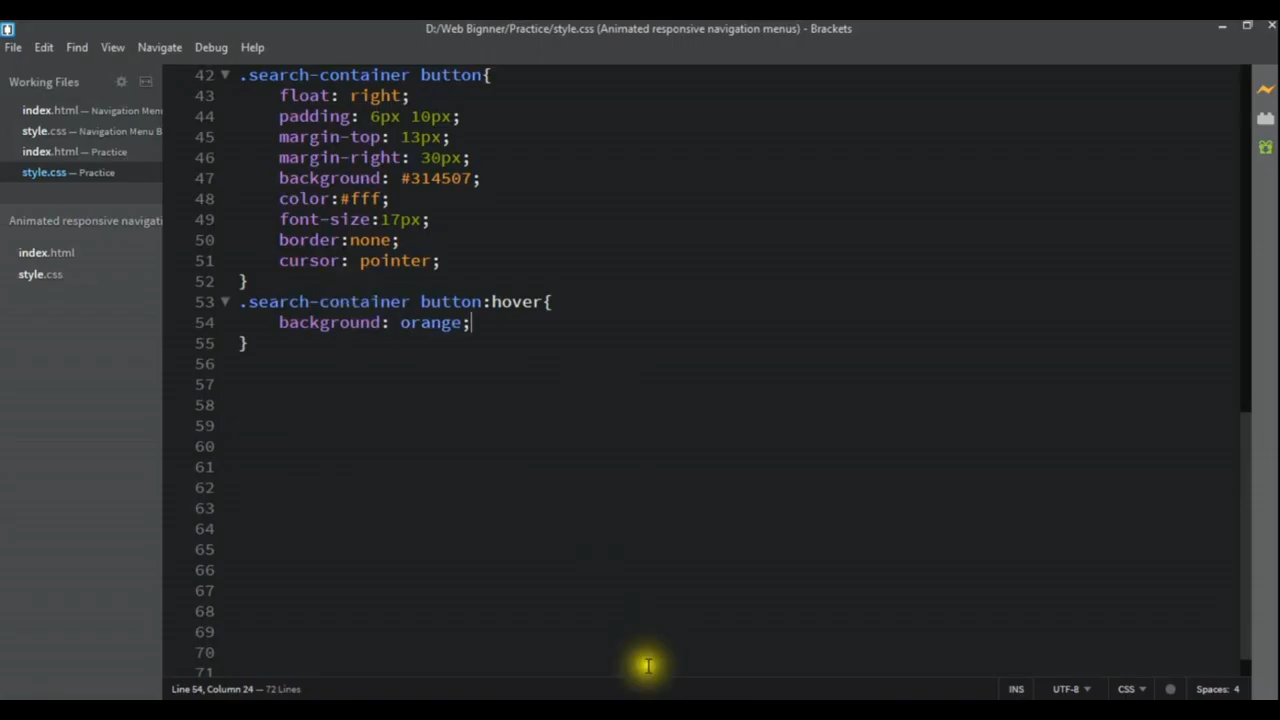 D:/Web Bignner/Practice/style.css (Animated responsive navigation menus) - Brackets
File Edit Find View Navigate Debug Help
Working Files
index.html — Navigation Men
style.css — Navigation Menu B
index.html — Practice
style.css — Practice
Animated responsive navigati
index.html
style.css
42 .search-container button{
43 float: right;
44 padding: 6px 10px;
45 margin-top: 13px;
46 margin-right: 30px;
47 background: #314507;
48 color:#fff;
49 font-size:17px;
50 border:none;
51 cursor: pointer;
52 }
53 .search-container button:hover{
54 background: orange;
55 }
56
57
58
59
60
61
62
63
64
65
66
67
68
69
70
71
Line 54, Column 24 — 72 Lines
INS UTF-8 CSS Spaces: 4